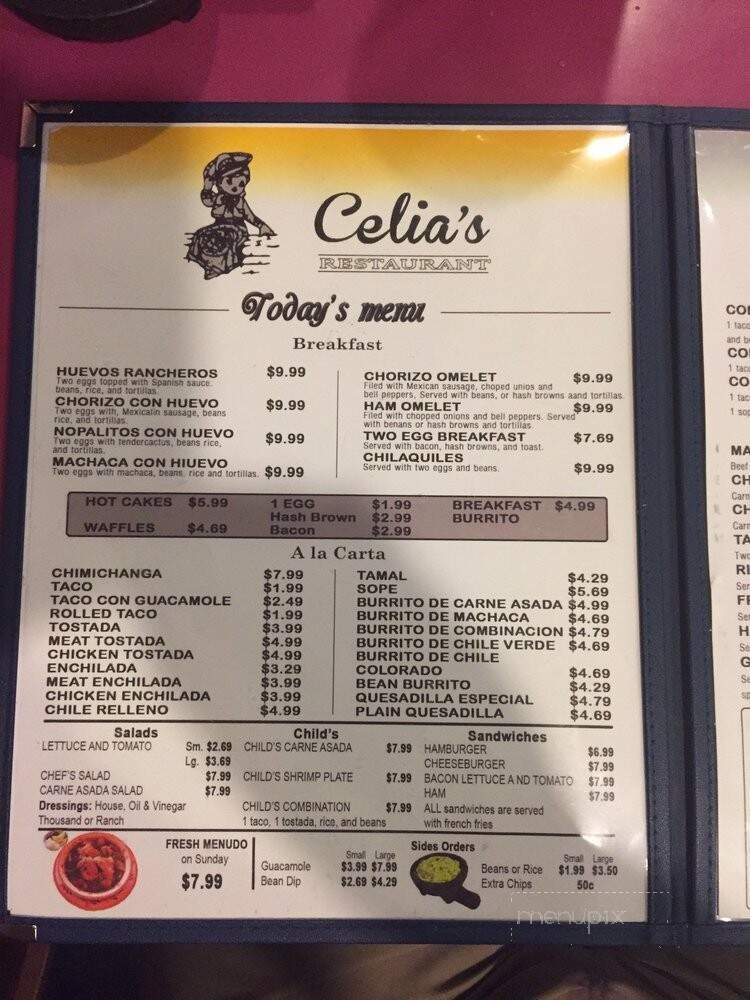 Celia's
RESTAURANT
Today's menu
Breakfast
HUEVOS RANCHEROS $9.99
Two eggs topped with Spanish sauce.
beans, rice, and tortillas.
CHORIZO CON HUEVO $9.99
Two eggs with, Mexicalin sausage, beans
rice, and tortillas.
NOPALITOS CON HUEVO $9.99
Two eggs with tendercactus, beans rice,
and tortillas.
MACHACA CON HIUEVO
Two eggs with machaca, beans, rice and tortillas. $9.99
CHORIZO OMELET $9.99
Filed with Mexican sausage, choped unios and
bell peppers, Served with beans, or hash browns aand tortillas.
HAM OMELET $9.99
Filed with chopped onions and bell peppers. Served
with benans or hash browns and tortillas
TWO EGG BREAKFAST $7.69
Served with bacon, hash browns, and toast.
CHILAQUILES
Served with two eggs and beans. $9.99
HOT CAKES $5.99
WAFFLES $4.69
1 EGG $1.99
Hash Brown $2.99
Bacon $2.99
BREAKFAST $4.99
BURRITO
A la Carta
CHIMICHANGA $7.99
TACO $1.99
TACO CON GUACAMOLE $2.49
ROLLED TACO $1.99
TOSTADA $3.99
MEAT TOSTADA $4.99
CHICKEN TOSTADA $4.99
ENCHILADA $3.29
MEAT ENCHILADA $3.99
CHICKEN ENCHILADA $3.99
CHILE RELLENO $4.99
TAMAL $4.29
SOPE $5.69
BURRITO DE CARNE ASADA $4.99
BURRITO DE MACHACA $4.69
BURRITO DE COMBINACION $4.79
BURRITO DE CHILE VERDE $4.69
BURRITO DE CHILE
COLORADO $4.69
BEAN BURRITO $4.29
QUESADILLA ESPECIAL $4.79
PLAIN QUESADILLA $4.69
Salads
LETTUCE AND TOMATO Sm. $2.69
Lg. $3.69
CHEF'S SALAD $7.99
CARNE ASADA SALAD $7.99
Dressings: House, Oil & Vinegar
Thousand or Ranch
Child's
CHILD'S CARNE ASADA $7.99
CHILD'S SHRIMP PLATE $7.99
CHILD'S COMBINATION $7.99
1 taco, 1 tostada, rice, and beans
Sandwiches
HAMBURGER $6.99
CHEESEBURGER $7.99
BACON LETTUCE A ND TOMATO $7.99
HAM $7.99
ALL sandwiches are served
with french fries
FRESH MENUDO
on Sunday
$7.99
Sides Orders
Small Large
Guacamole $3.99 $7.99
Bean Dip $2.69 $4.29
Small Large
Beans or Rice $1.99 $3.50
Extra Chips 50c
menupix
1 taco